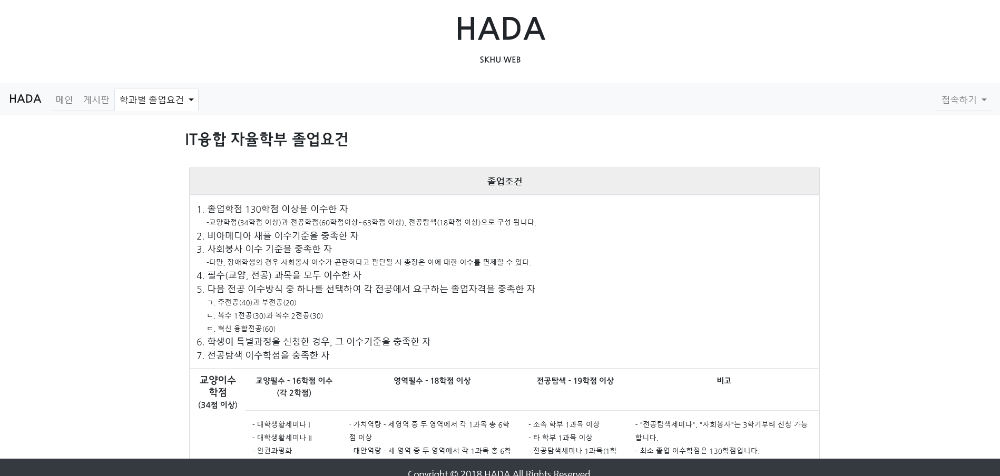 HADA
SKHU WEB
HADA 메인 게시판 학과별 졸업요건 접속하기
IT융합 자율학부 졸업요건
졸업조건
1. 졸업학점 130학점 이상을 이수한 자
-교양학점(34학점 이상)과 전공학점(60학점이상~63학점 이상), 전공탐색(18학점 이상)으로 구성 됩니다.
2. 비아메디아 채플 이수기준을 충족한 자
3. 사회봉사 이수 기준을 충족한 자
-다만, 장애학생의 경우 사회봉사 이수가 곤란하다고 판단될 시 총장은 이에 대한 이수를 면제할 수 있다.
4. 필수(교양, 전공) 과목을 모두 이수한 자
5. 다음 전공 이수방식 중 하나를 선택하여 각 전공에서 요구하는 졸업자격을 충족한 자
ㄱ. 주전공(40)과 부전공(20)
ㄴ. 복수 1전공(30)과 복수 2전공(30)
ㄷ. 혁신 융합전공(60)
6. 학생이 특별과정을 신청한 경우, 그 이수기준을 충족한 자
7. 전공탐색 이수학점을 충족한 자
교양이수
학점
(34점 이상)
교양필수 - 16학점 이수
(각 2학점)
영역필수 - 18학점 이상
전공탐색 - 19학점 이상
비고
- 대학생활세미나 I
- 대학생활세미나 II
- 인권과평화
· 가치역량 - 세영역 중 두 영역에서 각 1과목 총 6학
점 이상
· 대안역량 - 세 영역 중 두 영역에서 각 1과목 총 6학
- 소속 학부 1과목 이상
- 타 학부 1과목 이상
- 전공탐색세미나 1과목(1학
- "전공탐색세미나", "사회봉사"는 3학기부터 신청 가능
합니다.
- 최소 졸업 이수학점은 130학점입니다.
Copyright © 2018 HADA All Rights Reserved